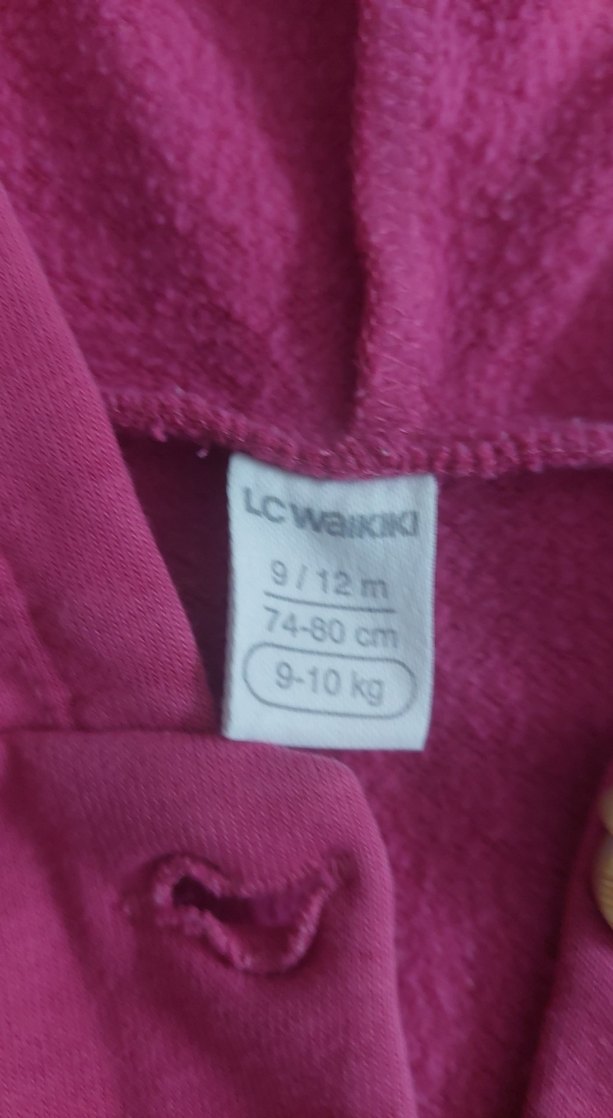 LC WaIKIKI
9 / 12 m
74-80 cm
9-10 kg